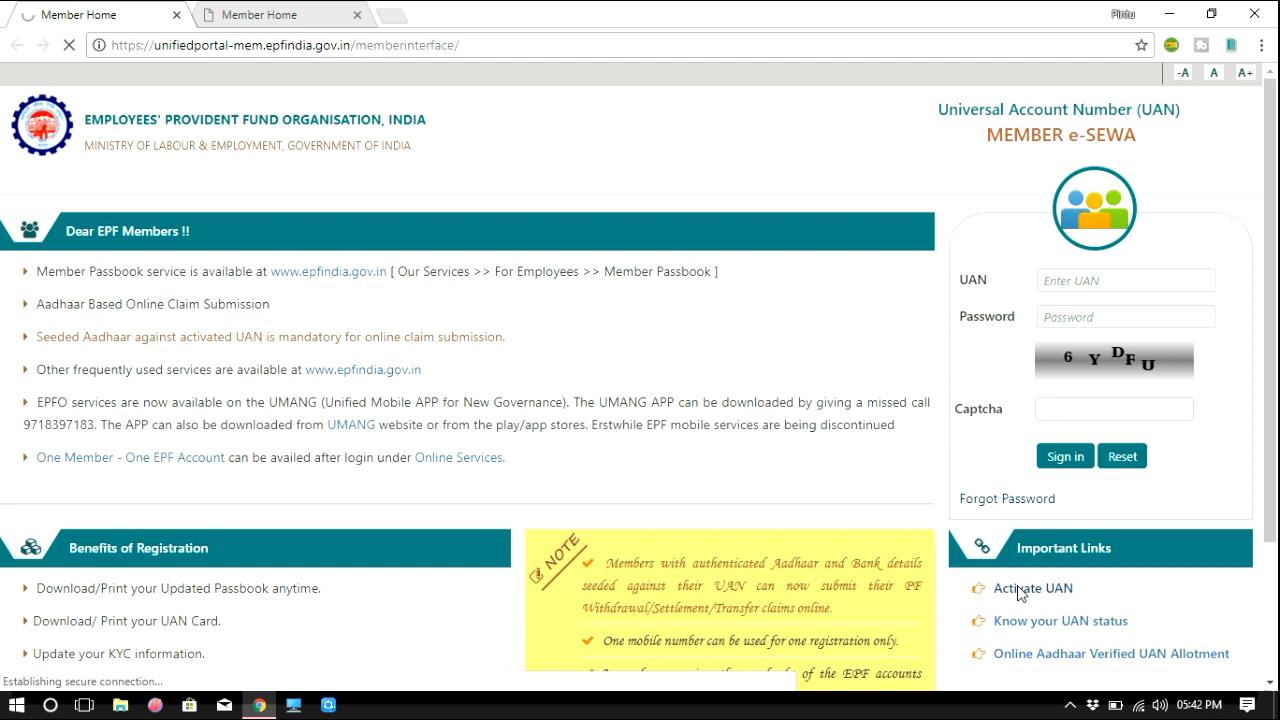 Member Home
Member Home
Pintu
https://unifiedportal-mem.epfindia.gov.in/memberinterface/
-A A A+
EMPLOYEES' PROVIDENT FUND ORGANISATION, INDIA
MINISTRY OF LABOUR & EMPLOYMENT, GOVERNMENT OF INDIA
Universal Account Number (UAN)
MEMBER e-SEWA
Dear EPF Members !!
Member Passbook service is available at www.epfindia.gov.in [ Our Services >> For Employees >> Member Passbook ]
Aadhaar Based Online Claim Submission
Seeded Aadhaar against activated UAN is mandatory for online claim submission.
Other frequently used services are available at www.epfindia.gov.in
EPFO services are now available on the UMANG (Unified Mobile APP for New Governance). The UMANG APP can be downloaded by giving a missed call
9718397183. The APP can also be downloaded from UMANG website or from the play/app stores. Erstwhile EPF mobile services are being discontinued
One Member - One EPF Account can be availed after login under Online Services.
UAN Enter UAN
Password Password
6 Y D F U
Captcha
Sign in Reset
Forgot Password
Benefits of Registration
Download/Print your Updated Passbook anytime.
Download/ Print your UAN Card.
Update your KYC information.
NOTE
Members with authenticated Aadhaar and Bank details
seeded against their UAN can now submit their PF
Withdrawal/Settlement/Transfer claims online.
One mobile number can be used for one registration only.
of the EPF accounts
Important Links
Activate UAN
Know your UAN status
Online Aadhaar Verified UAN Allotment
Establishing secure connection...
05:42 PM